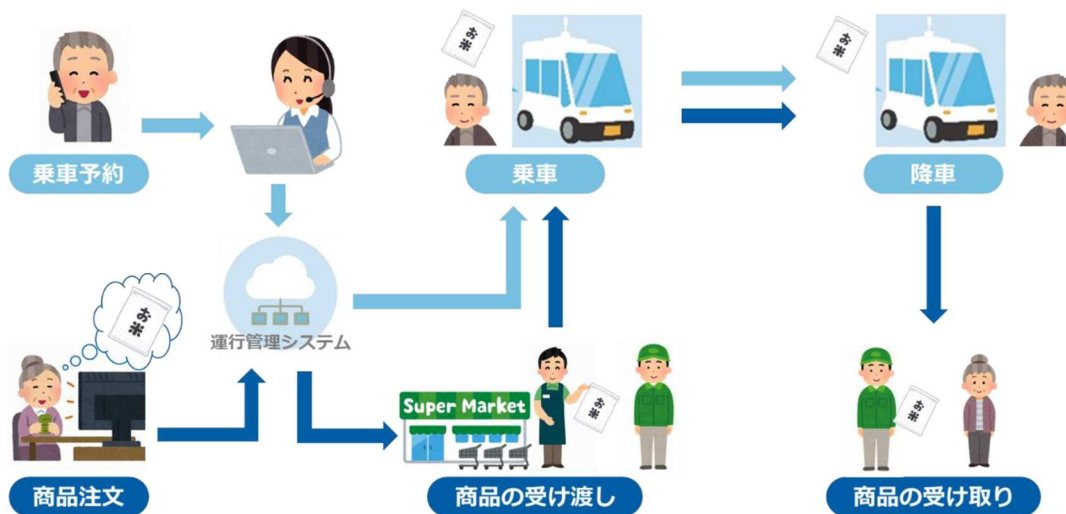 お米
お米
乗車予約
乗車
降車
お米
運行管理システム
Super Market
お米
お米
商品注文
商品の受け渡し
商品の受け取り